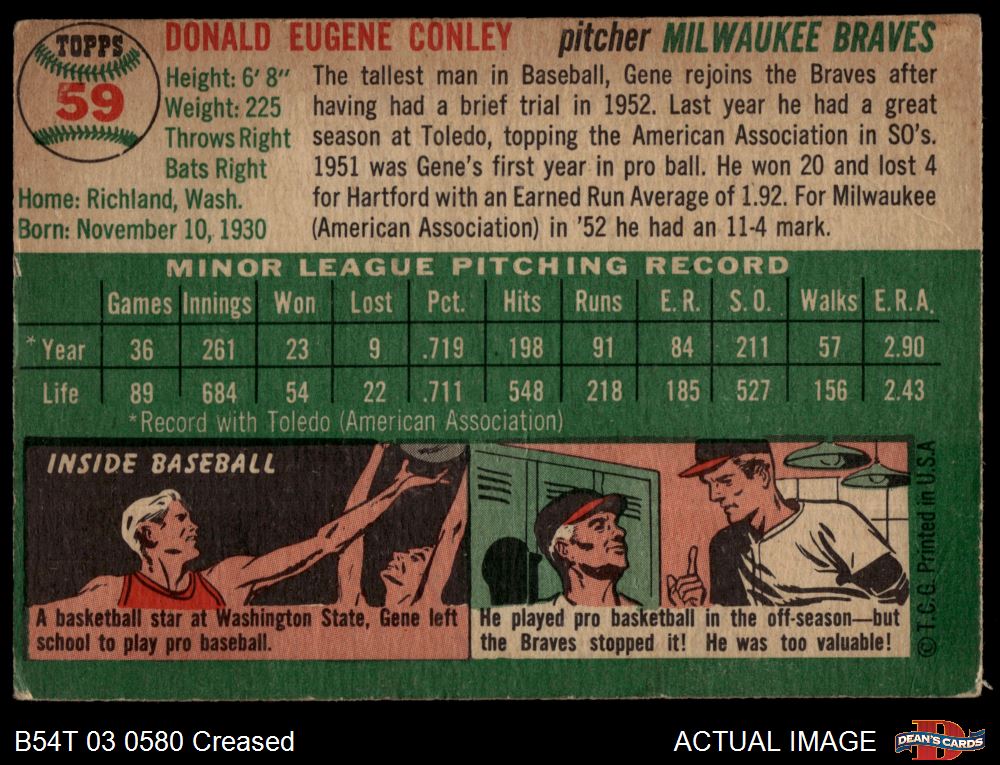 TOPPS
59
DONALD EUGENE CONLEY pitcher MILWAUKEE BRAVES
Height: 6' 8"
Weight: 225
Throws Right
Bats Right
Home: Richland, Wash.
Born: November 10, 1930
The tallest man in Baseball, Gene rejoins the Braves after
having had a brief trial in 1952. Last year he had a great
season at Toledo, topping the American Association in SO's.
1951 was Gene's first year in pro ball. He won 20 and lost 4
for Hartford with an Earned Run Average of 1.92. For Milwaukee
(American Association) in '52 he had an 11-4 mark.
MINOR LEAGUE PITCHING RECORD
Games Innings Won Lost Pct. Hits Runs E.R. S.O. Walks E.R.A.
*Year 36 261 23 9 .719 198 91 84 211 57 2.90
Life 89 684 54 22 .711 548 218 185 527 156 2.43
*Record with Toledo (American Association)
INSIDE BASEBALL
A basketball star at Washington State, Gene left
school to play pro baseball.
He played pro basketball in the off-season—but
the Braves stopped it! He was too valuable!
© T.C.G. Printed in U.S.A
B54T 03 0580 Creased
ACTUAL IMAGE
DEAN'S CARDS